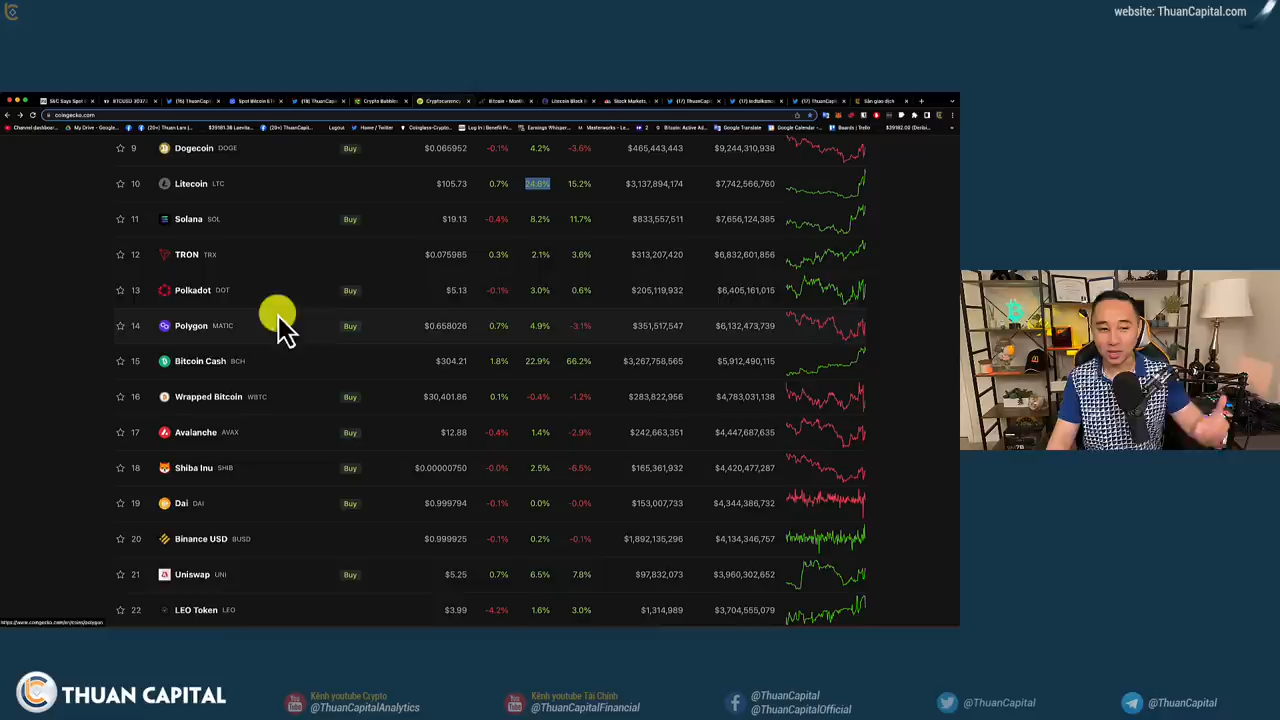 website: ThuanCapital.com
coingecko.com
9 Dogecoin DOGE Buy $0.065952 -0.1% 4.2% -3.6% $465,443,443 $9,244,310,938
10 Litecoin LTC $105.73 0.7% 24.8% 15.2% $3,137,894,174 $7,742,566,760
11 Solana SOL Buy $19.13 -0.4% 8.2% 11.7% $833,557,511 $7,656,124,385
12 TRON TRX $0.075985 0.3% 2.1% 3.6% $313,207,420 $6,832,601,856
13 Polkadot DOT Buy $5.13 -0.1% 3.0% 0.6% $205,119,932 $6,405,161,015
14 Polygon MATIC Buy $0.658026 0.7% 4.9% -3.1% $351,517,547 $6,132,473,739
15 Bitcoin Cash BCH $304.21 1.8% 22.9% 66.2% $3,267,758,565 $5,912,490,115
16 Wrapped Bitcoin WBTC Buy $30,401.86 0.1% -0.4% -1.2% $283,822,956 $4,783,031,138
17 Avalanche AVAX Buy $12.88 -0.4% 1.4% -2.9% $242,663,351 $4,447,687,635
18 Shiba Inu SHIB Buy $0.00000750 -0.0% 2.5% -6.5% $165,361,932 $4,420,477,287
19 Dai DAI Buy $0.999794 -0.1% 0.0% -0.0% $153,007,733 $4,344,386,732
20 Binance USD BUSD $0.999925 -0.1% 0.2% -0.1% $1,892,135,296 $4,134,346,757
21 Uniswap UNI Buy $5.25 0.7% 6.5% 7.8% $97,832,073 $3,960,302,652
22 LEO Token LEO $3.99 -4.2% 1.6% 3.0% $1,314,989 $3,704,555,079
https://www.coingecko.com/en/coins/polygon
THUAN CAPITAL
Kênh youtube Crypto
@ThuanCapitalAnalytics
Kênh youtube Tài Chính
@ThuanCapitalFinancial
@ThuanCapital
@ThuanCapitalOfficial
@ThuanCapital
@ThuanCapital